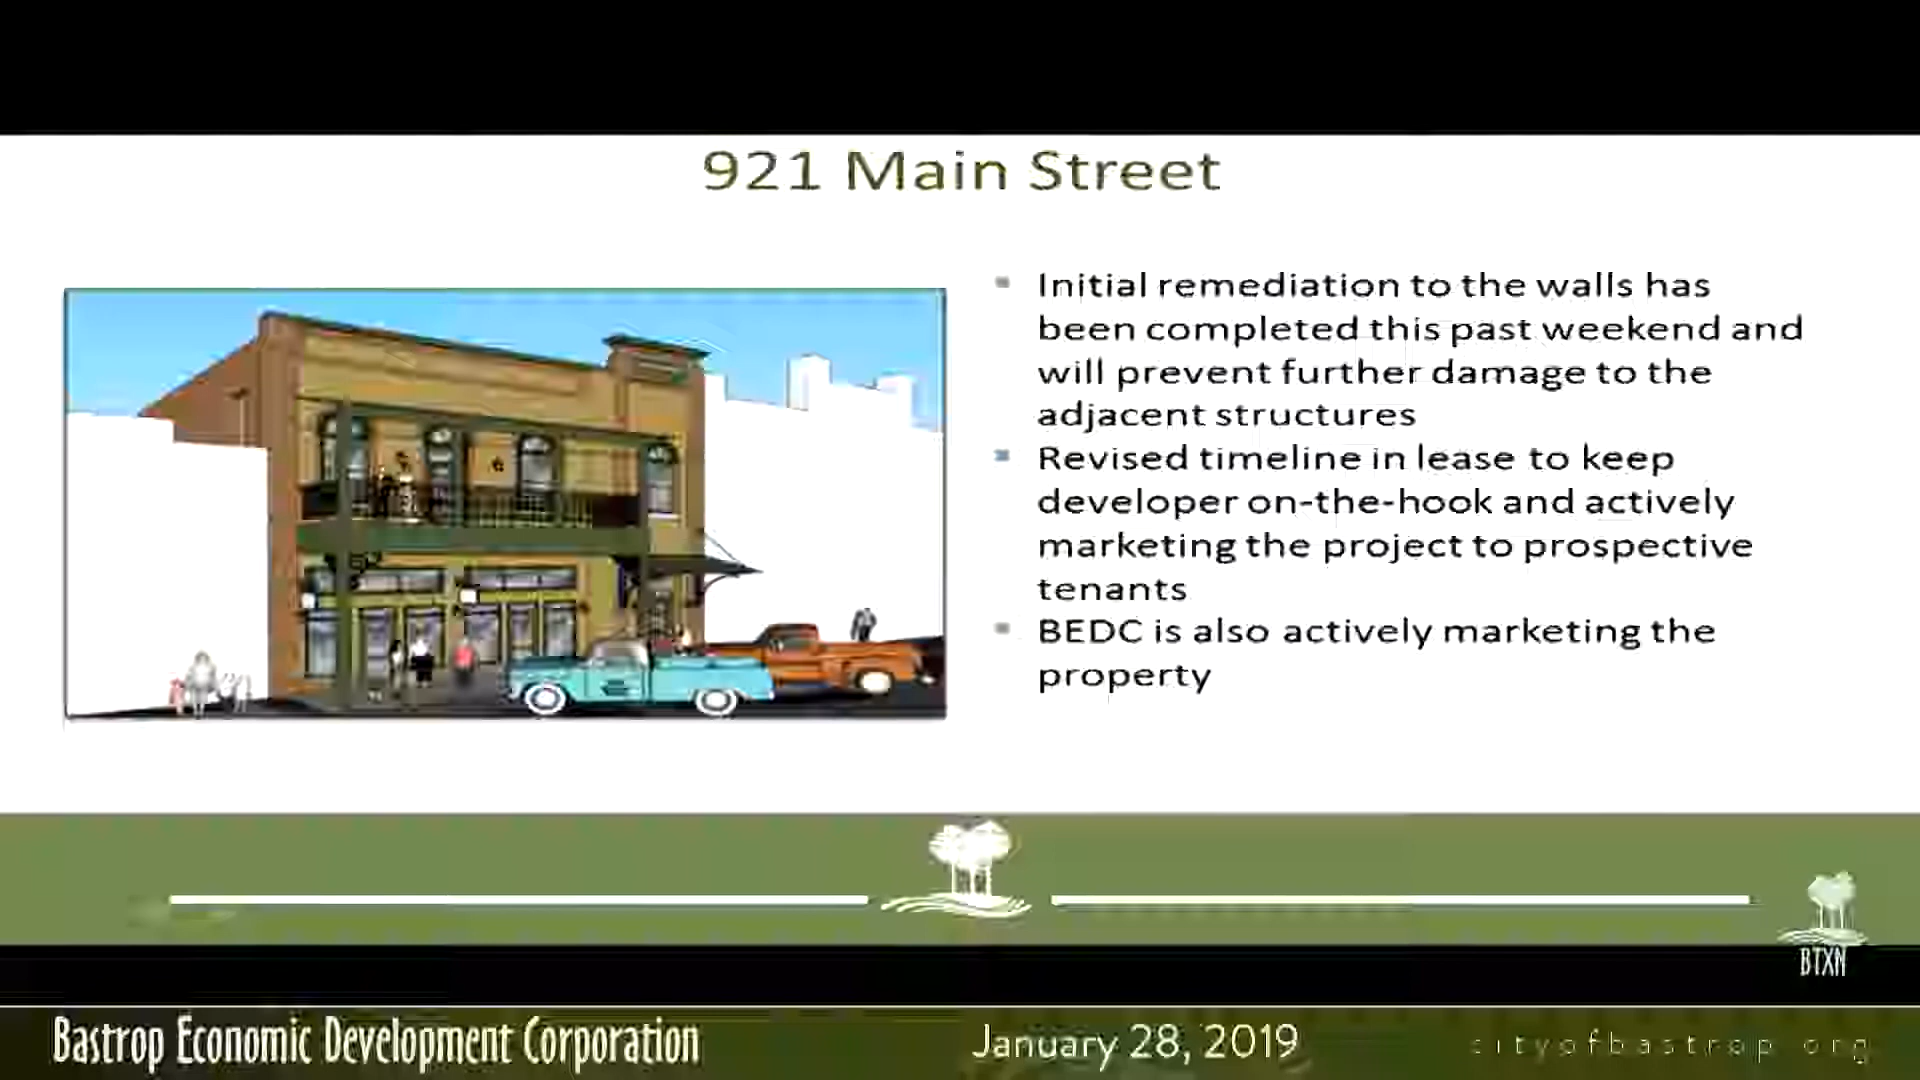 921 Main Street
Initial remediation to the walls has
been completed this past weekend and
will prevent further damage to the
adjacent structures
Revised timeline in lease to keep
developer on-the-hook and actively
marketing the project to prospective
tenants
BEDC is also actively marketing the
property
BTXN
Bastrop Economic Development Corporation
January 28, 2019
cityofbastrop.org